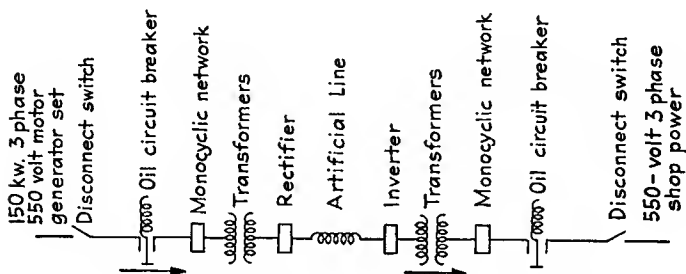 150 kw. 3 phase
550 volt motor
generator set
Disconnect switch
Oil circuit breaker
Monocyclic network
Transformers
Rectifier
Artificial Line
Inverter
Transformers
Monocyclic network
Oil circuit breaker
Disconnect switch
550-volt 3 phase
shop power